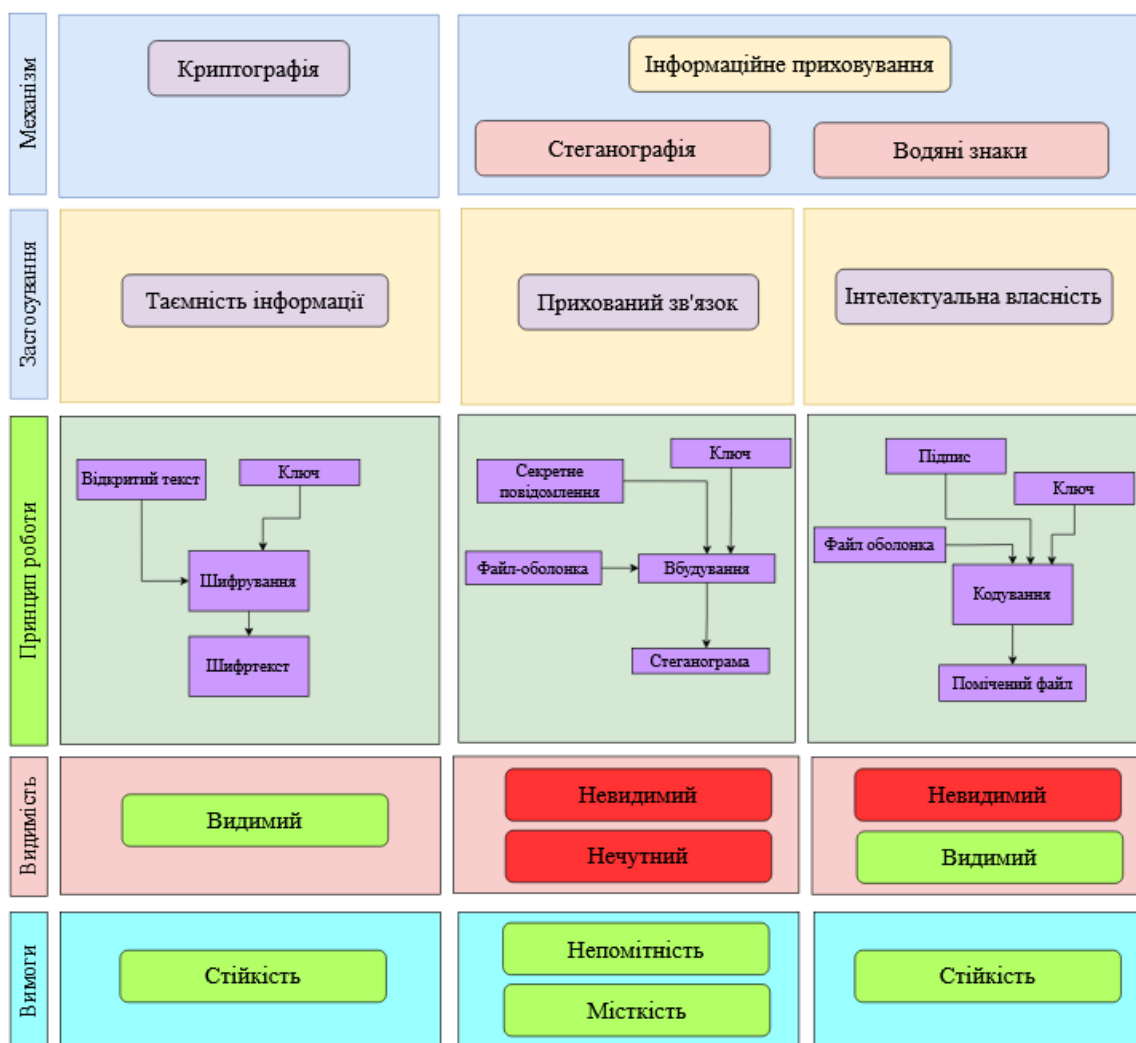 Механізм
Криптографія
Інформаційне приховування
Стеганографія
Водяні знаки
Застосування
Таємність інформації
Прихований зв'язок
Інтелектуальна власність
Принцип роботи
Відкритий текст
Ключ
Шифрування
Шифртекст
Секретне
повідомлення
Ключ
Файл-оболонка
Вбудування
Стеганограма
Підпис
Ключ
Файл оболонка
Кодування
Помічений файл
Видимість
Видимий
Невидимий
Нечутний
Невидимий
Видимий
Вимоги
Стійкість
Непомітність
Місткість
Стійкість